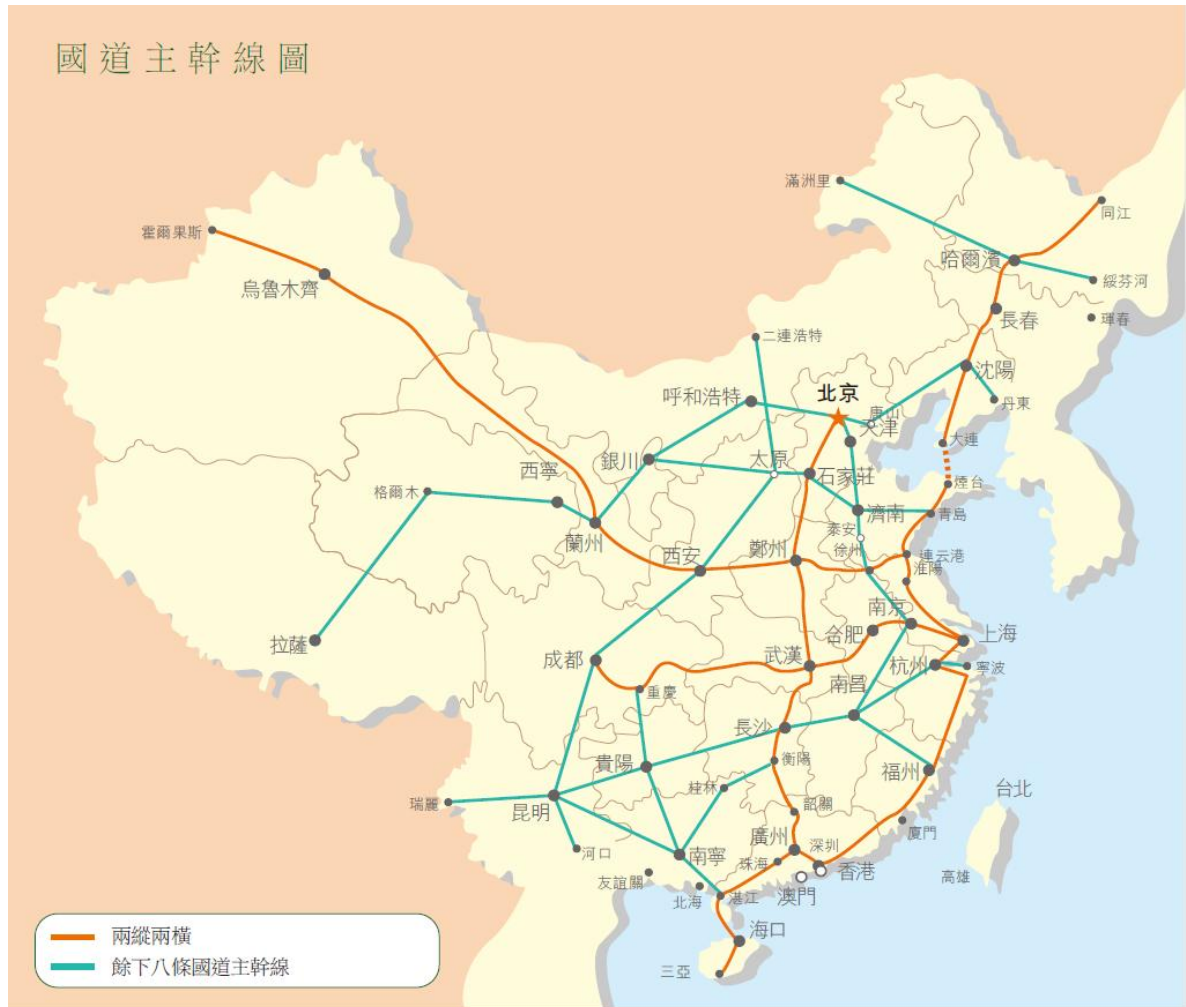 國道主幹線圖
滿洲里
同江
霍爾果斯
哈爾濱
綏芬河
烏魯木齊
長春
琿春
二連浩特
沈陽
呼和浩特
北京
唐山
丹東
天津
大連
銀川
太原
石家莊
西寧
煙台
格爾木
濟南
青島
蘭州
泰安
西安
鄭州
徐州
連云港
淮陽
南京
合肥
上海
拉薩
成都
武漢
杭州
寧波
重慶
南昌
長沙
貴陽
衡陽
福州
桂林
台北
瑞麗
昆明
韶關
廈門
廣州
深圳
河口
南寧
珠海
香港
高雄
友誼關
澳門
北海
湛江
海口
三亞
兩縱兩橫
餘下八條國道主幹線